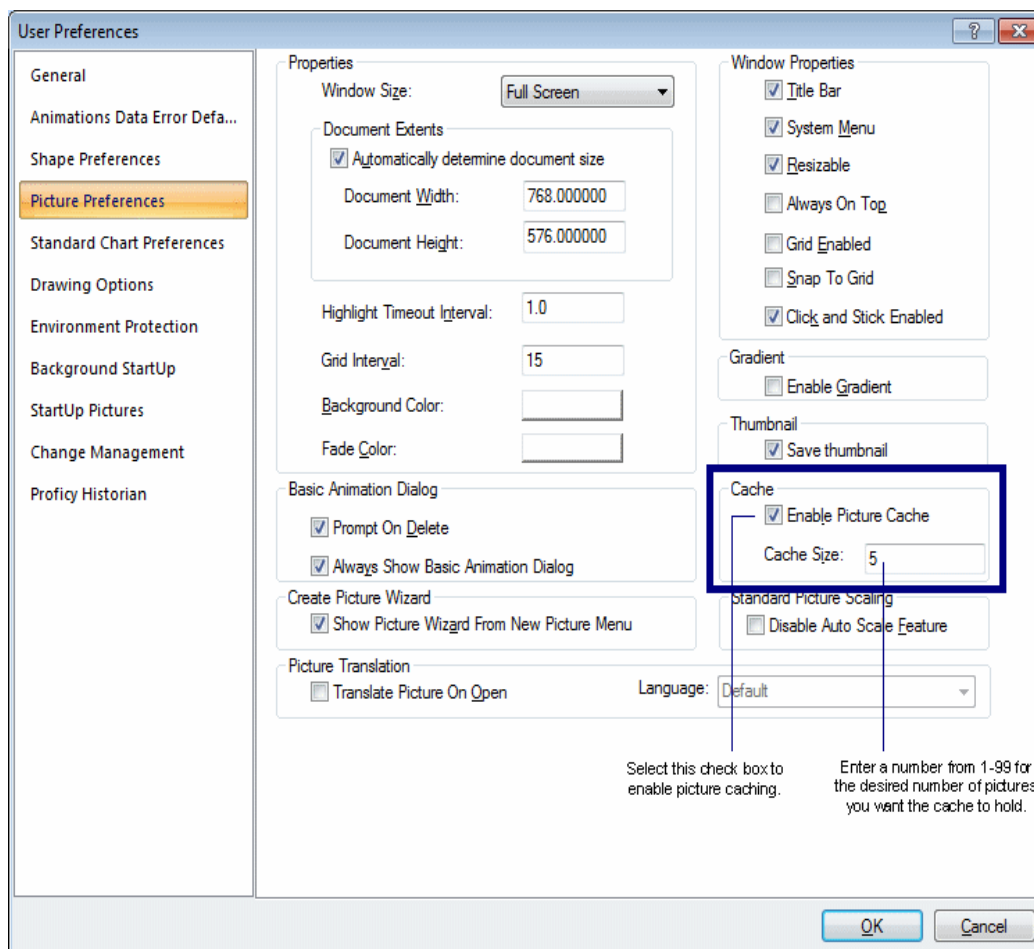 User Preferences
General
Animations Data Error Defa...
Shape Preferences
Picture Preferences
Standard Chart Preferences
Drawing Options
Environment Protection
Background StartUp
StartUp Pictures
Change Management
Proficy Historian
Properties
Window Size: Full Screen
Document Extents
Automatically determine document size
Document Width: 768.000000
Document Height: 576.000000
Highlight Timeout Interval: 1.0
Grid Interval: 15
Background Color:
Fade Color:
Basic Animation Dialog
Prompt On Delete
Always Show Basic Animation Dialog
Create Picture Wizard
Show Picture Wizard From New Picture Menu
Picture Translation
Translate Picture On Open
Language: Default
Window Properties
Title Bar
System Menu
Resizable
Always On Top
Grid Enabled
Snap To Grid
Click and Stick Enabled
Gradient
Enable Gradient
Thumbnail
Save thumbnail
Cache
Enable Picture Cache
Cache Size: 5
Standard Picture Scaling
Disable Auto Scale Feature
Select this check box to
enable picture caching.
Enter a number from 1-99 for
the desired number of pictures
you want the cache to hold.
OK
Cancel